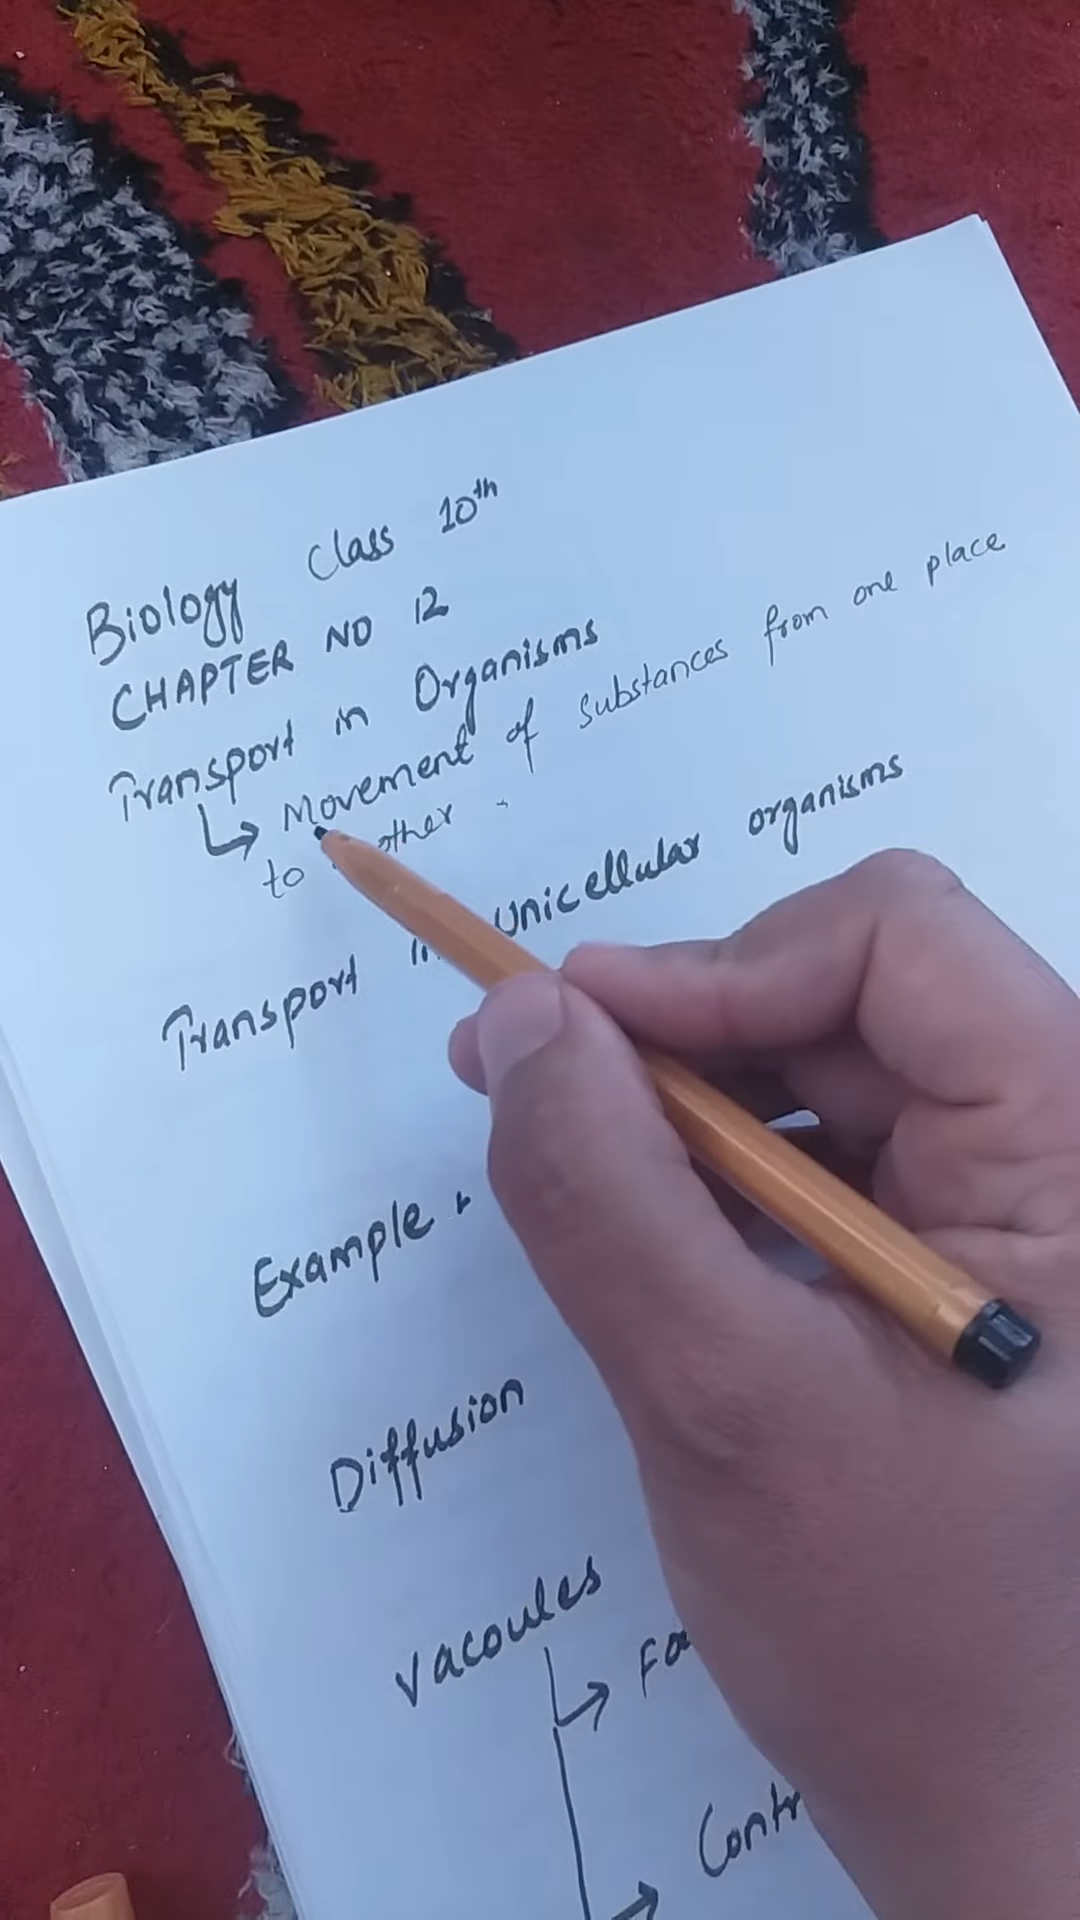 Biology Class 10th
CHAPTER NO 12
Transport in Organisms
↳ Movement of substances from one place
to other
Transport unicellular organisms
Example
Diffusion
Vacoules